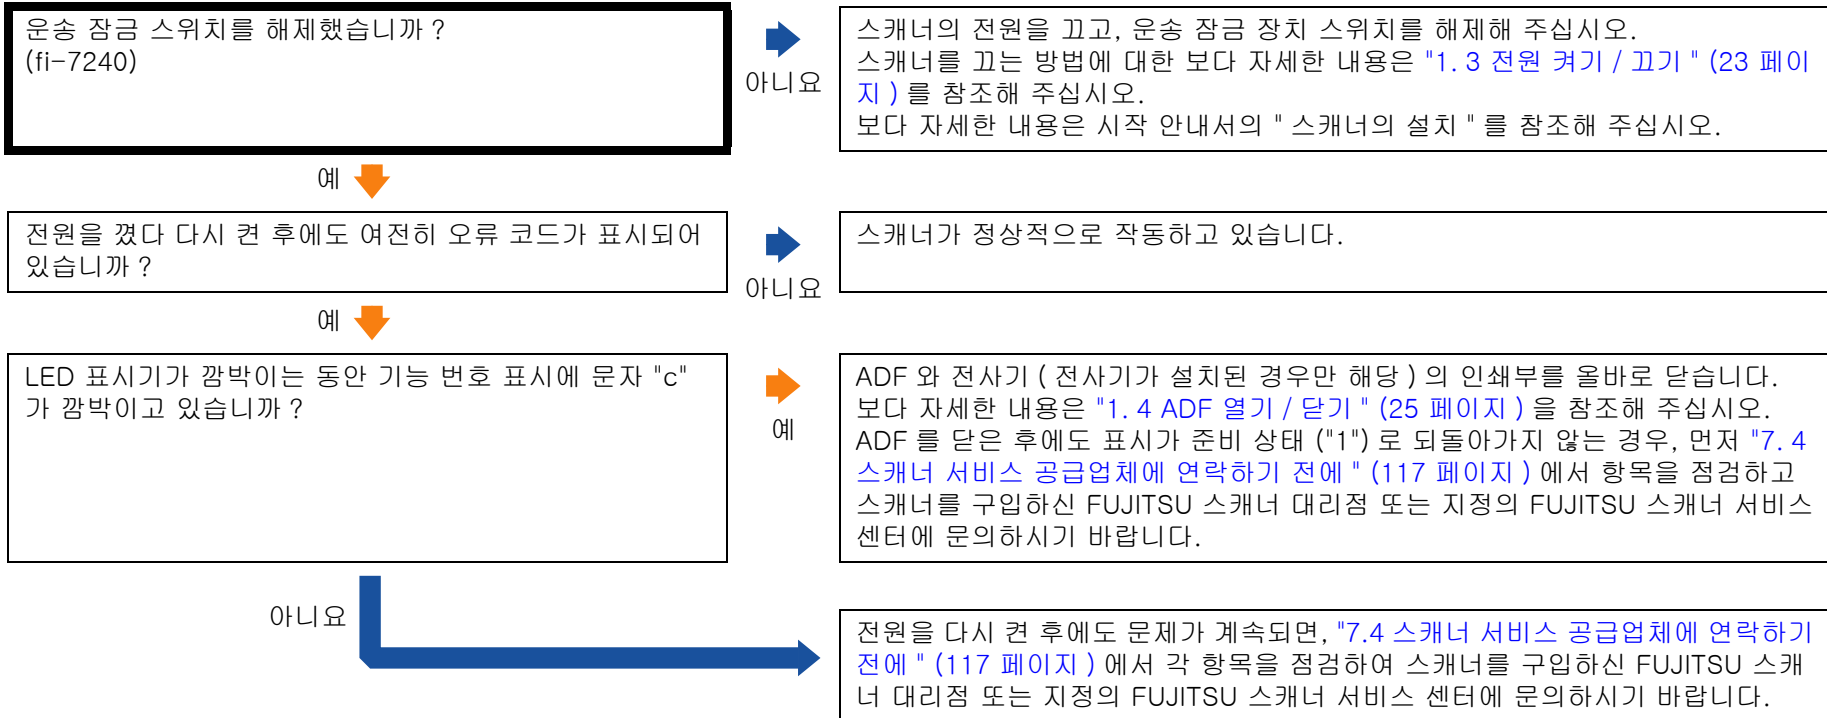 운송 잠금 스위치를 해제했습니까 ?
(fi-7240)
아니요
스캐너의 전원을 끄고, 운송 잠금 장치 스위치를 해제해 주십시오.
스캐너를 끄는 방법에 대한 보다 자세한 내용은 "1. 3 전원 켜기 / 끄기 " (23 페이
지 ) 를 참조해 주십시오.
보다 자세한 내용은 시작 안내서의 " 스캐너의 설치 " 를 참조해 주십시오.
예
전원을 껐다 다시 켠 후에도 여전히 오류 코드가 표시되어
있습니까 ?
아니요
스캐너가 정상적으로 작동하고 있습니다.
예
LED 표시기가 깜박이는 동안 기능 번호 표시에 문자 "c"
가 깜박이고 있습니까 ?
예
ADF 와 전사기 ( 전사기가 설치된 경우만 해당 ) 의 인쇄부를 올바로 닫습니다.
보다 자세한 내용은 "1. 4 ADF 열기 / 닫기 " (25 페이지 ) 을 참조해 주십시오.
ADF 를 닫은 후에도 표시가 준비 상태 ("1") 로 되돌아가지 않는 경우, 먼저 "7. 4
스캐너 서비스 공급업체에 연락하기 전에 " (117 페이지 ) 에서 항목을 점검하고
스캐너를 구입하신 FUJITSU 스캐너 대리점 또는 지정의 FUJITSU 스캐너 서비스
센터에 문의하시기 바랍니다.
아니요
전원을 다시 켠 후에도 문제가 계속되면, "7.4 스캐너 서비스 공급업체에 연락하기
전에 " (117 페이지 ) 에서 각 항목을 점검하여 스캐너를 구입하신 FUJITSU 스캐
너 대리점 또는 지정의 FUJITSU 스캐너 서비스 센터에 문의하시기 바랍니다.